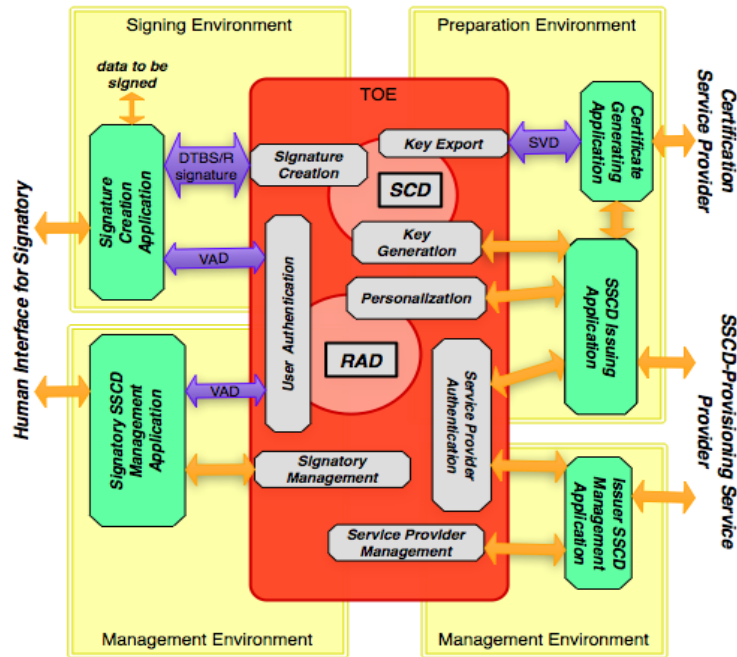 Signing Environment
Preparation Environment
data to be
signed
TOE
Certification
Service Provider
Signature
Creation
Application
DTBS/R
signature
Signature
Creation
Key Export
SVD
Certificate
Generating
Application
SCD
Human Interface for Signatory
VAD
User Authentication
Key
Generation
Personalization
SSCD Issuing
Application
RAD
Signatory SSCD
Management
Application
VAD
Service Provider
Authentication
SSCD-Provisioning Service
Provider
Signatory
Management
Issuer SSCD
Management
Application
Service Provider
Management
Management Environment
Management Environment